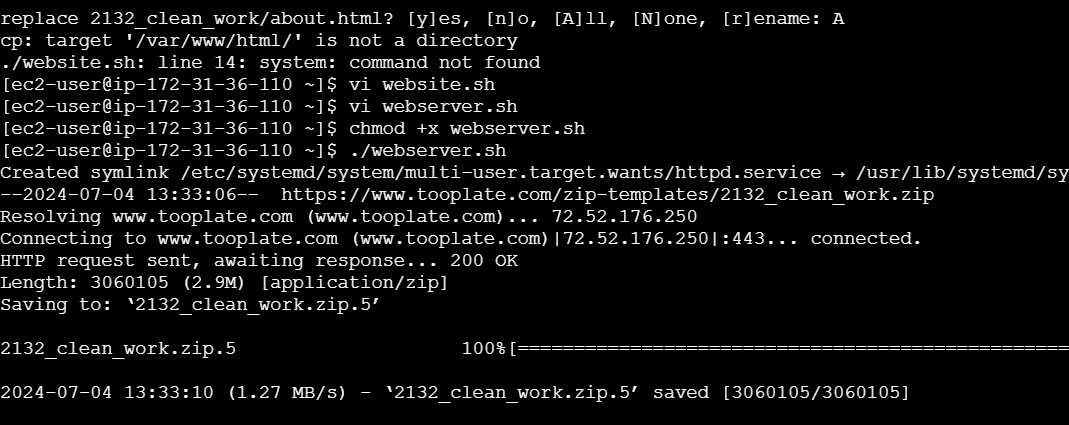 replace 2132_clean_work/about.html? [y]es, [n]o, [A]ll, [N]one, [r]ename: A
cp: target '/var/www/html/' is not a directory
./website.sh: line 14: system: command not found
[ec2-user@ip-172-31-36-110 ~]$ vi website.sh
[ec2-user@ip-172-31-36-110 ~]$ vi webserver.sh
[ec2-user@ip-172-31-36-110 ~]$ chmod +x webserver.sh
[ec2-user@ip-172-31-36-110 ~]$ ./webserver.sh
Created symlink /etc/systemd/system/multi-user.target.wants/httpd.service → /usr/lib/systemd/sy
--2024-07-04 13:33:06--  https://www.tooplate.com/zip-templates/2132_clean_work.zip
Resolving www.tooplate.com (www.tooplate.com)... 72.52.176.250
Connecting to www.tooplate.com (www.tooplate.com)|72.52.176.250|:443... connected.
HTTP request sent, awaiting response... 200 OK
Length: 3060105 (2.9M) [application/zip]
Saving to: ‘2132_clean_work.zip.5’
2132_clean_work.zip.5                    100%[=================================================
2024-07-04 13:33:10 (1.27 MB/s) - ‘2132_clean_work.zip.5’ saved [3060105/3060105]